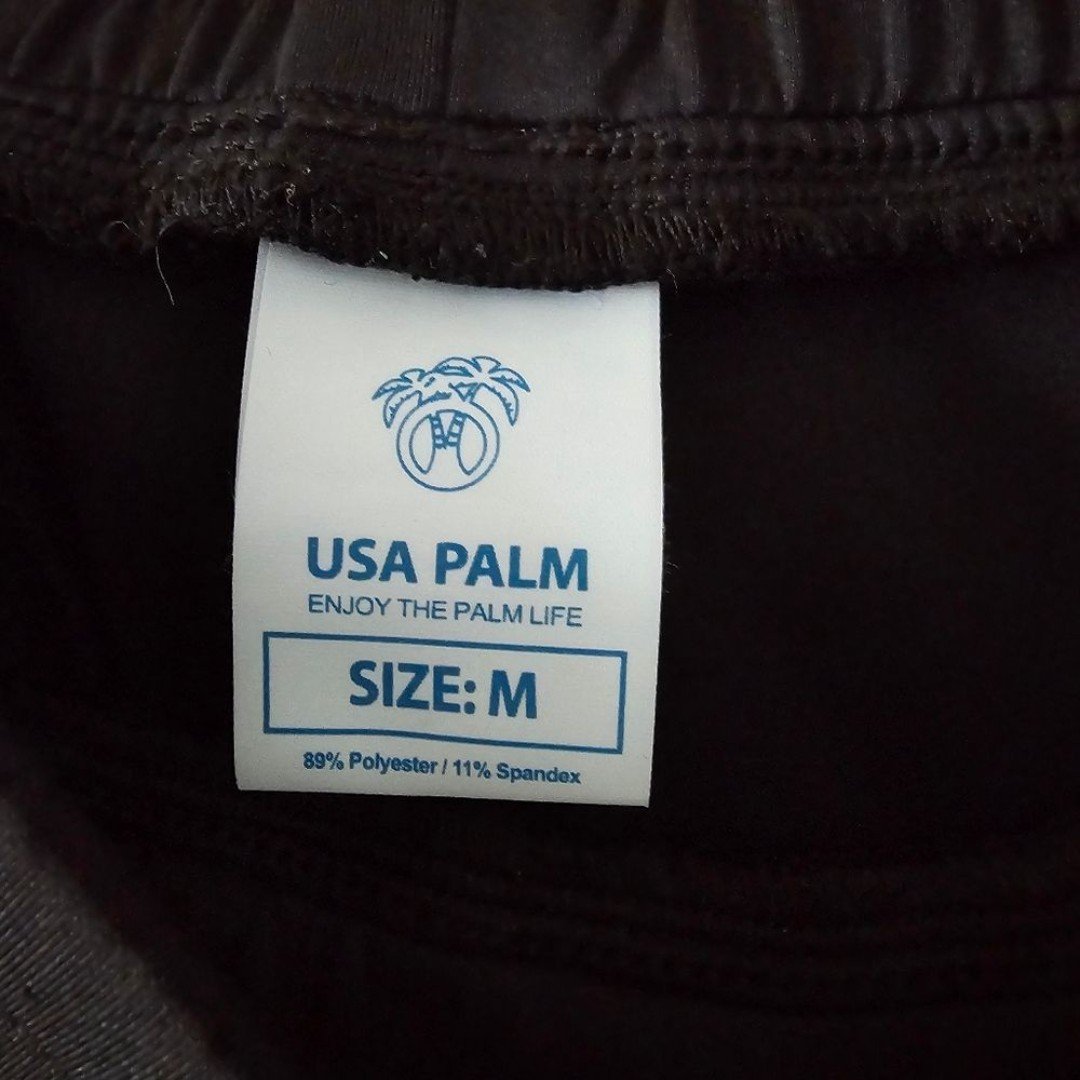 USA PALM
ENJOY THE PALM LIFE
SIZE: M
89% Polyester / 11% Spandex